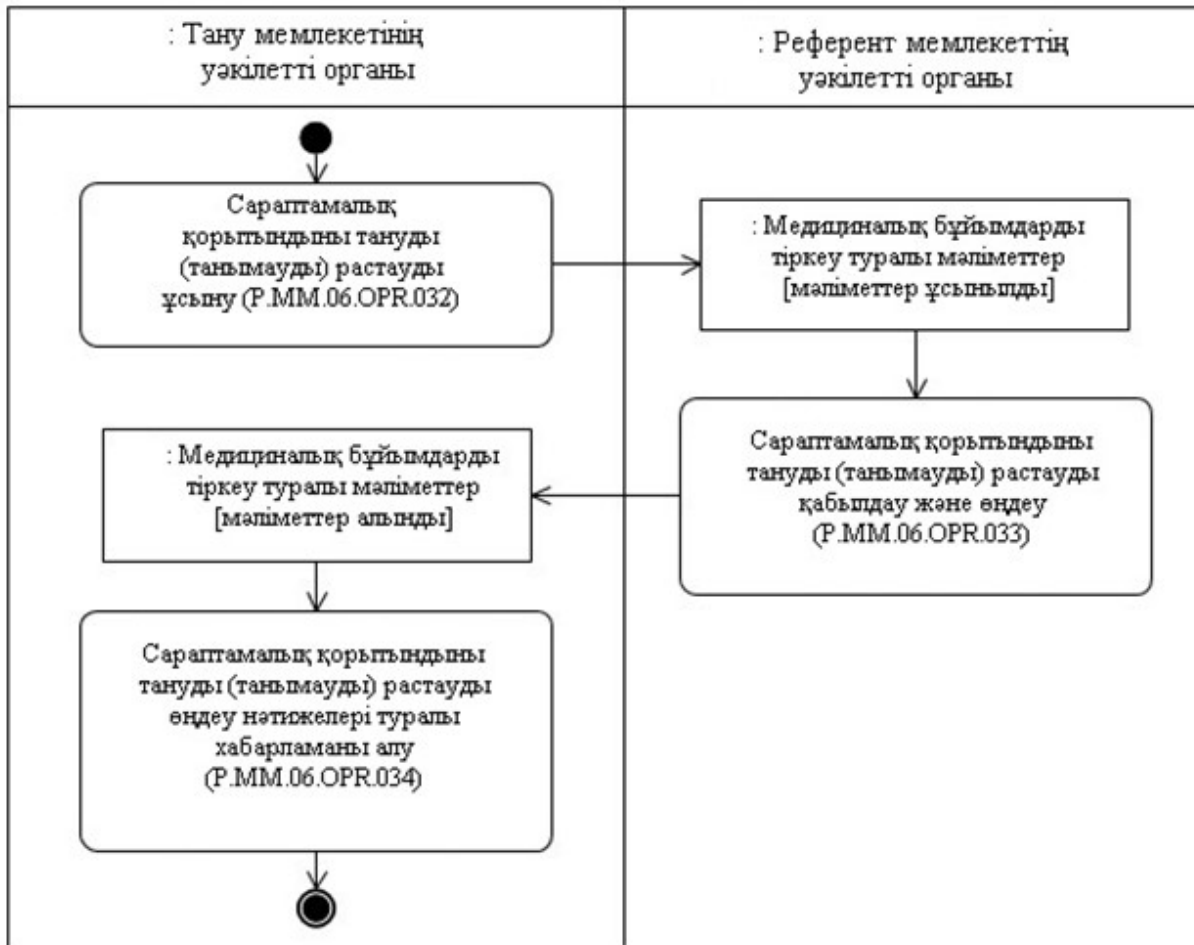 : Тану мемлекетінің
уәкілетті органы
: Референт мемлекеттің
уәкілетті органы
Сараптамалық
қорытындыны тануды
(танымауды) растауды
ұсыну (P.MM.06.OPR.032)
: Медициналық бұйымдарды
тіркеу туралы мәліметтер
[мәліметтер ұсынылды]
Сараптамалық қорытындыны
тануды (танымауды) растауды
қабылдау және өңдеу
(P.MM.06.OPR.033)
: Медициналық бұйымдарды
тіркеу туралы мәліметтер
[мәліметтер алынды]
Сараптамалық қорытындыны
тануды (танымауды) растауды
өңдеу нәтижелері туралы
хабарламаны алу
(P.MM.06.OPR.034)